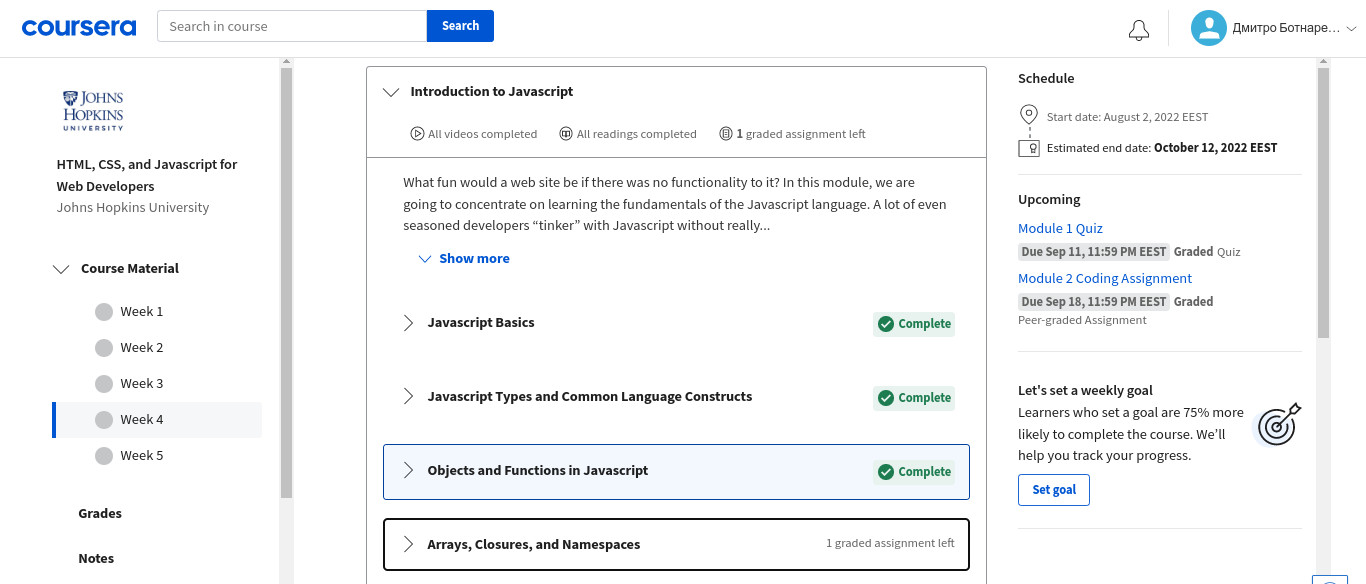 coursera
Search in course
Search
Дмитро Ботнаре...
JOHNS
HOPKINS
UNIVERSITY
HTML, CSS, and Javascript for
Web Developers
Johns Hopkins University
Course Material
Week 1
Week 2
Week 3
Week 4
Week 5
Grades
Notes
Introduction to Javascript
All videos completed
All readings completed
1 graded assignment left
What fun would a web site be if there was no functionality to it? In this module, we are
going to concentrate on learning the fundamentals of the Javascript language. A lot of even
seasoned developers “tinker” with Javascript without really...
Show more
Javascript Basics
Complete
Javascript Types and Common Language Constructs
Complete
Objects and Functions in Javascript
Complete
Arrays, Closures, and Namespaces
1 graded assignment left
Schedule
Start date: August 2, 2022 EEST
Estimated end date: October 12, 2022 EEST
Upcoming
Module 1 Quiz
Due Sep 11, 11:59 PM EEST Graded Quiz
Module 2 Coding Assignment
Due Sep 18, 11:59 PM EEST Graded
Peer-graded Assignment
Let's set a weekly goal
Learners who set a goal are 75% more
likely to complete the course. We’ll
help you track your progress.
Set goal